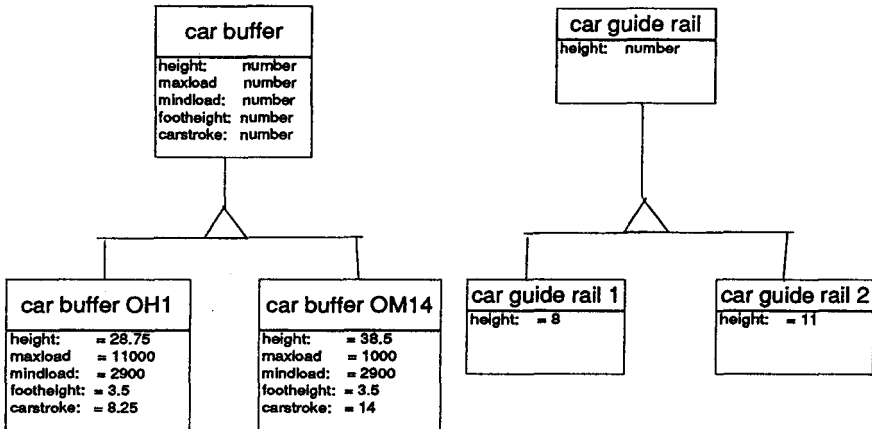 car buffer
height: number
maxload number
mindload: number
footheight: number
carstroke: number
car guide rail
height: number
car buffer OH1
height: = 28.75
maxload = 11000
mindload: = 2900
footheight: = 3.5
carstroke: = 8.25
car buffer OM14
height: = 38.5
maxload = 1000
mindload: = 2900
footheight: = 3.5
carstroke: = 14
car guide rail 1
height: = 8
car guide rail 2
height: = 11